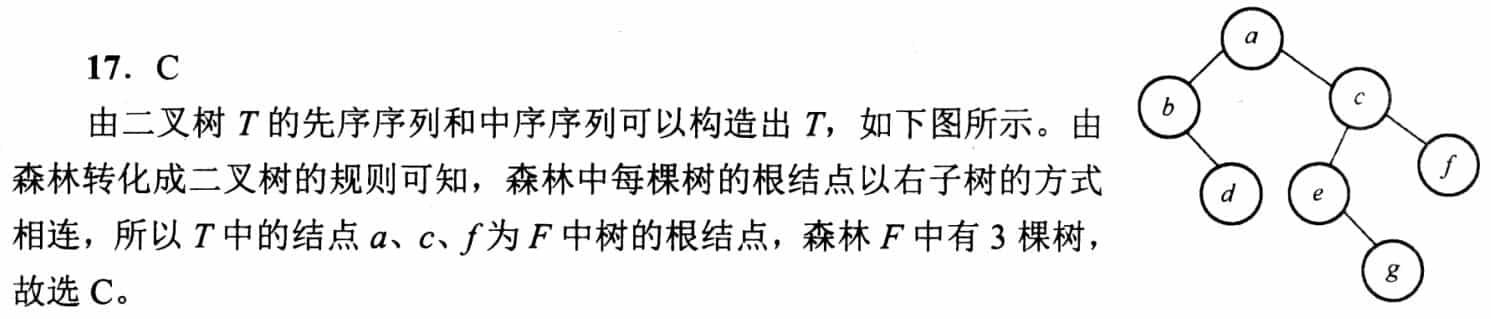 17. C
由二叉树 T 的先序序列和中序序列可以构造出 T，如下图所示。由
森林转化成二叉树的规则可知，森林中每棵树的根结点以右子树的方式
相连，所以 T 中的结点 a、c、f 为 F 中树的根结点，森林 F 中有 3 棵树，
故选 C。
a
b
c
d
e
f
g